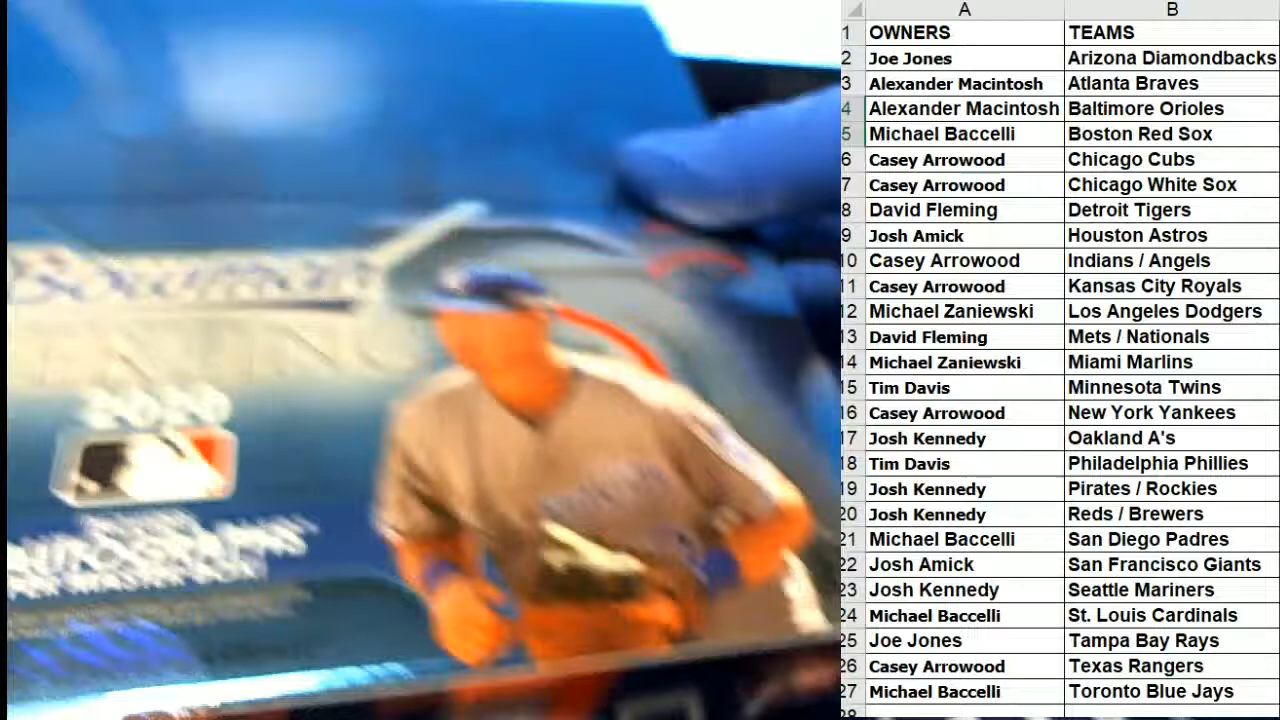 A B
1 OWNERS TEAMS
2 Joe Jones Arizona Diamondbacks
3 Alexander Macintosh Atlanta Braves
4 Alexander Macintosh Baltimore Orioles
5 Michael Baccelli Boston Red Sox
6 Casey Arrowood Chicago Cubs
7 Casey Arrowood Chicago White Sox
8 David Fleming Detroit Tigers
9 Josh Amick Houston Astros
10 Casey Arrowood Indians / Angels
11 Casey Arrowood Kansas City Royals
12 Michael Zaniewski Los Angeles Dodgers
13 David Fleming Mets / Nationals
14 Michael Zaniewski Miami Marlins
15 Tim Davis Minnesota Twins
16 Casey Arrowood New York Yankees
17 Josh Kennedy Oakland A's
18 Tim Davis Philadelphia Phillies
19 Josh Kennedy Pirates / Rockies
20 Josh Kennedy Reds / Brewers
21 Michael Baccelli San Diego Padres
22 Josh Amick San Francisco Giants
23 Josh Kennedy Seattle Mariners
24 Michael Baccelli St. Louis Cardinals
25 Joe Jones Tampa Bay Rays
26 Casey Arrowood Texas Rangers
27 Michael Baccelli Toronto Blue Jays
28